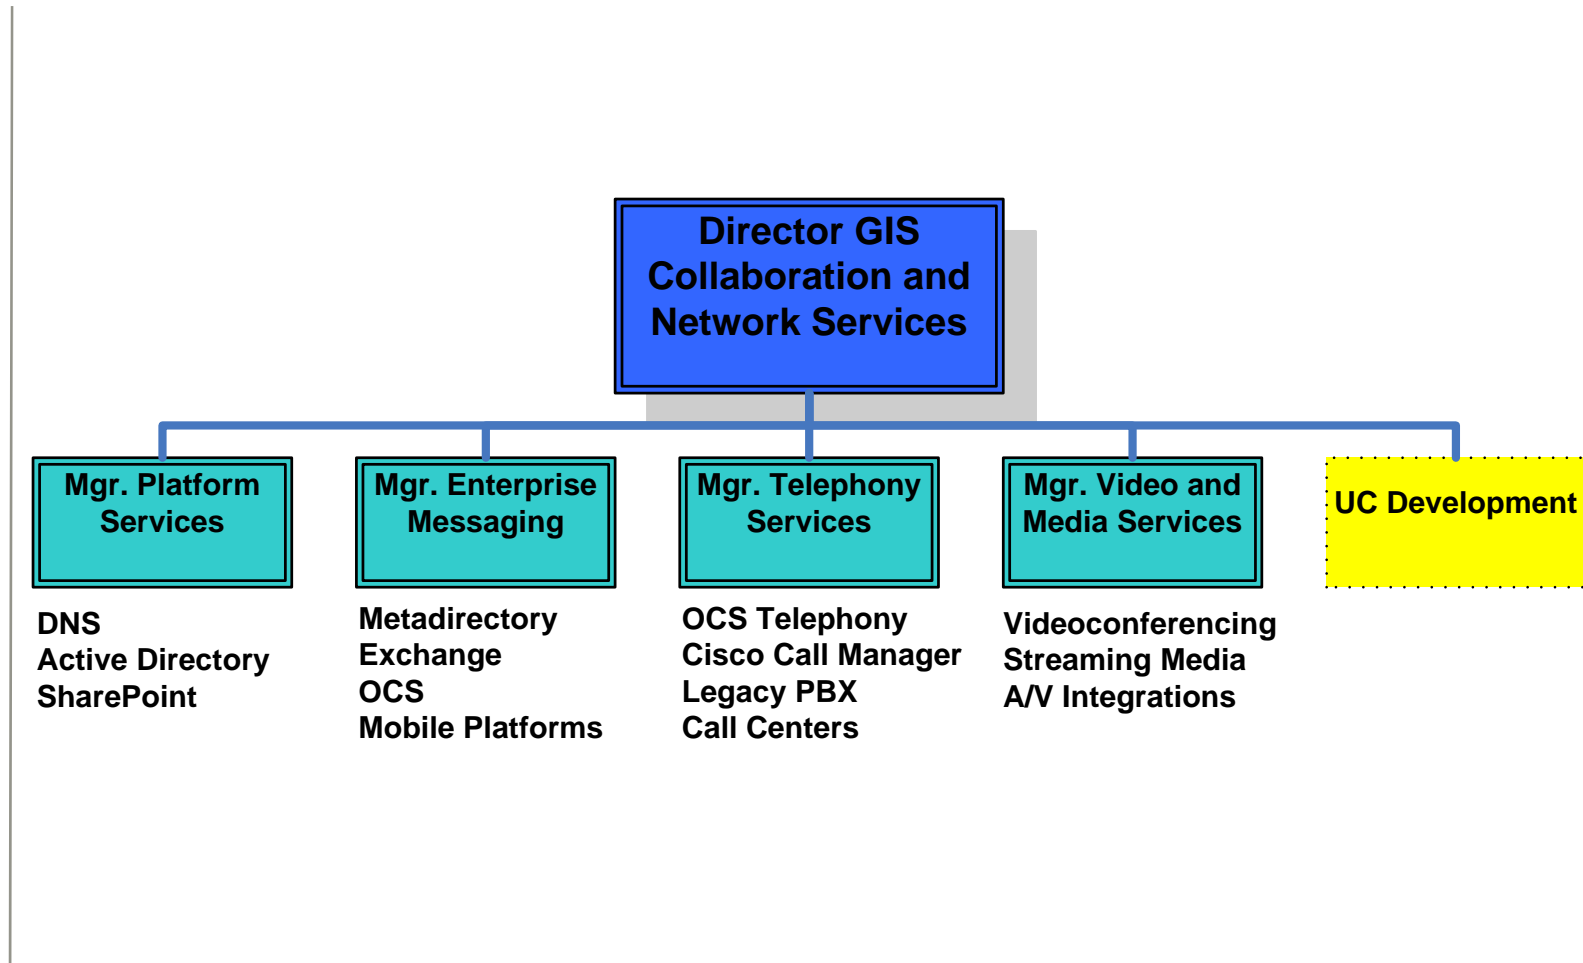 Director GIS
Collaboration and
Network Services
Mgr. Platform
Services
DNS
Active Directory
SharePoint
Mgr. Enterprise
Messaging
Metadirectory
Exchange
OCS
Mobile Platforms
Mgr. Telephony
Services
OCS Telephony
Cisco Call Manager
Legacy PBX
Call Centers
Mgr. Video and
Media Services
Videoconferencing
Streaming Media
A/V Integrations
UC Development